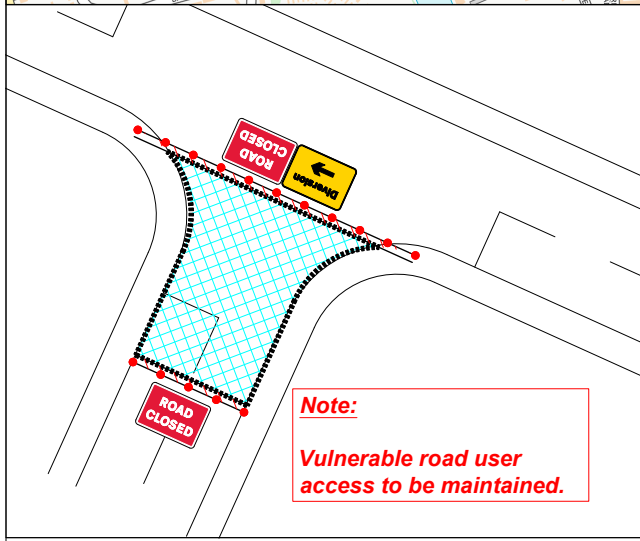 ROAD
CLOSED
Diversion
ROAD
CLOSED
Note:
Vulnerable road user
access to be maintained.